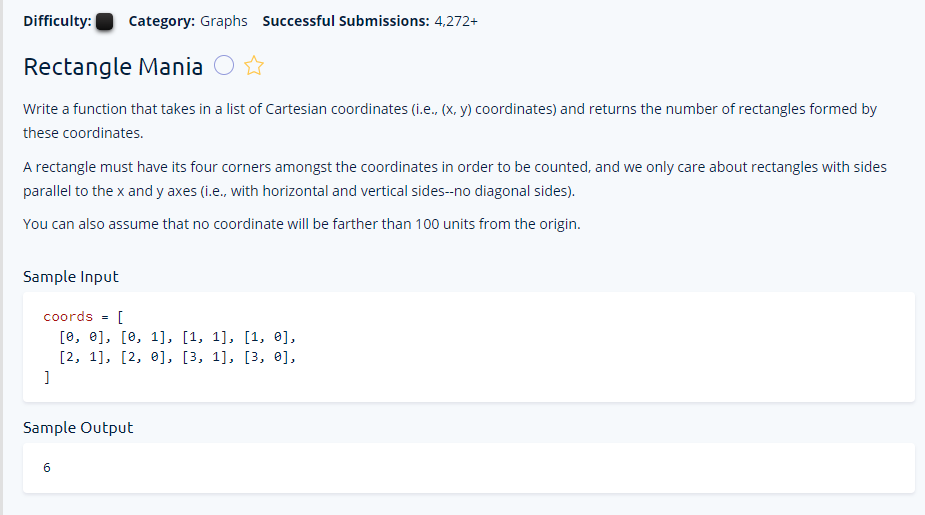 Difficulty: Category: Graphs Successful Submissions: 4,272+
Rectangle Mania
Write a function that takes in a list of Cartesian coordinates (i.e., (x, y) coordinates) and returns the number of rectangles formed by
these coordinates.
A rectangle must have its four corners amongst the coordinates in order to be counted, and we only care about rectangles with sides
parallel to the x and y axes (i.e., with horizontal and vertical sides--no diagonal sides).
You can also assume that no coordinate will be farther than 100 units from the origin.
Sample Input
coords = [
[0, 0], [0, 1], [1, 1], [1, 0],
[2, 1], [2, 0], [3, 1], [3, 0],
]
Sample Output
6